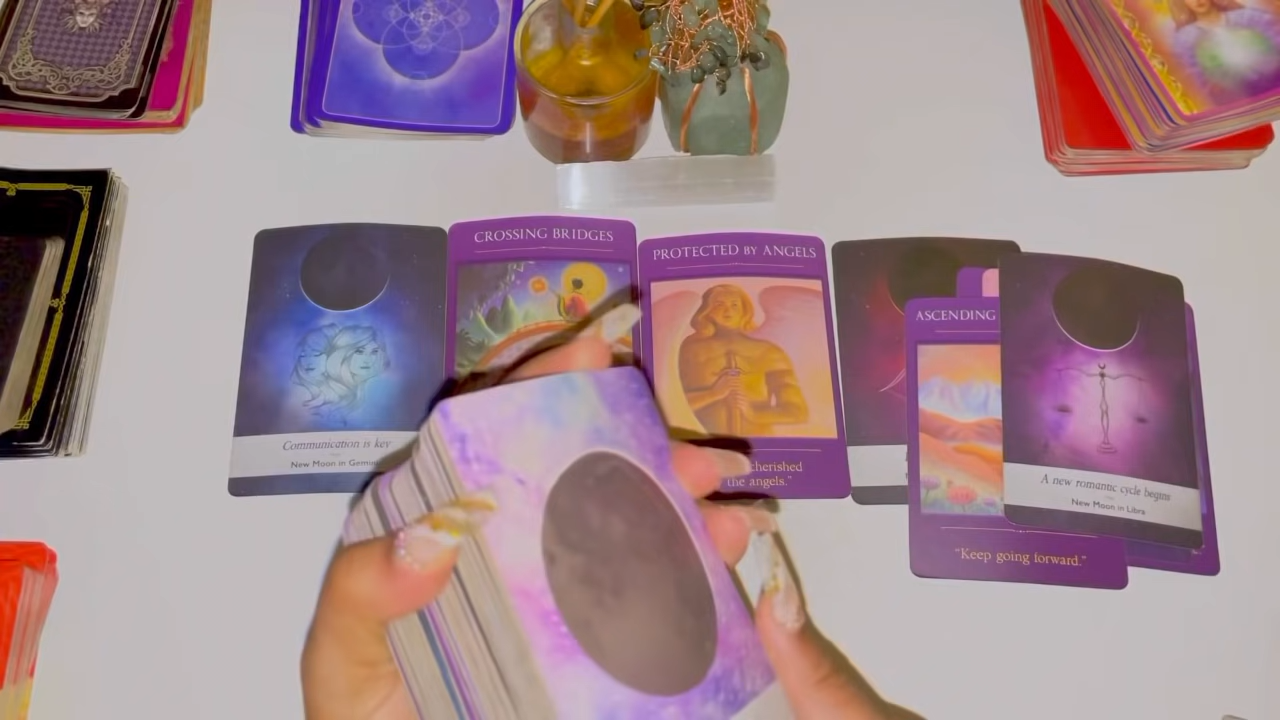 CROSSING BRIDGES
PROTECTED BY ANGELS
ASCENDING
Communication is key
New Moon in
cherished
the angels."
A new romantic cycle begins
New Moon in Libra
"Keep going forward."